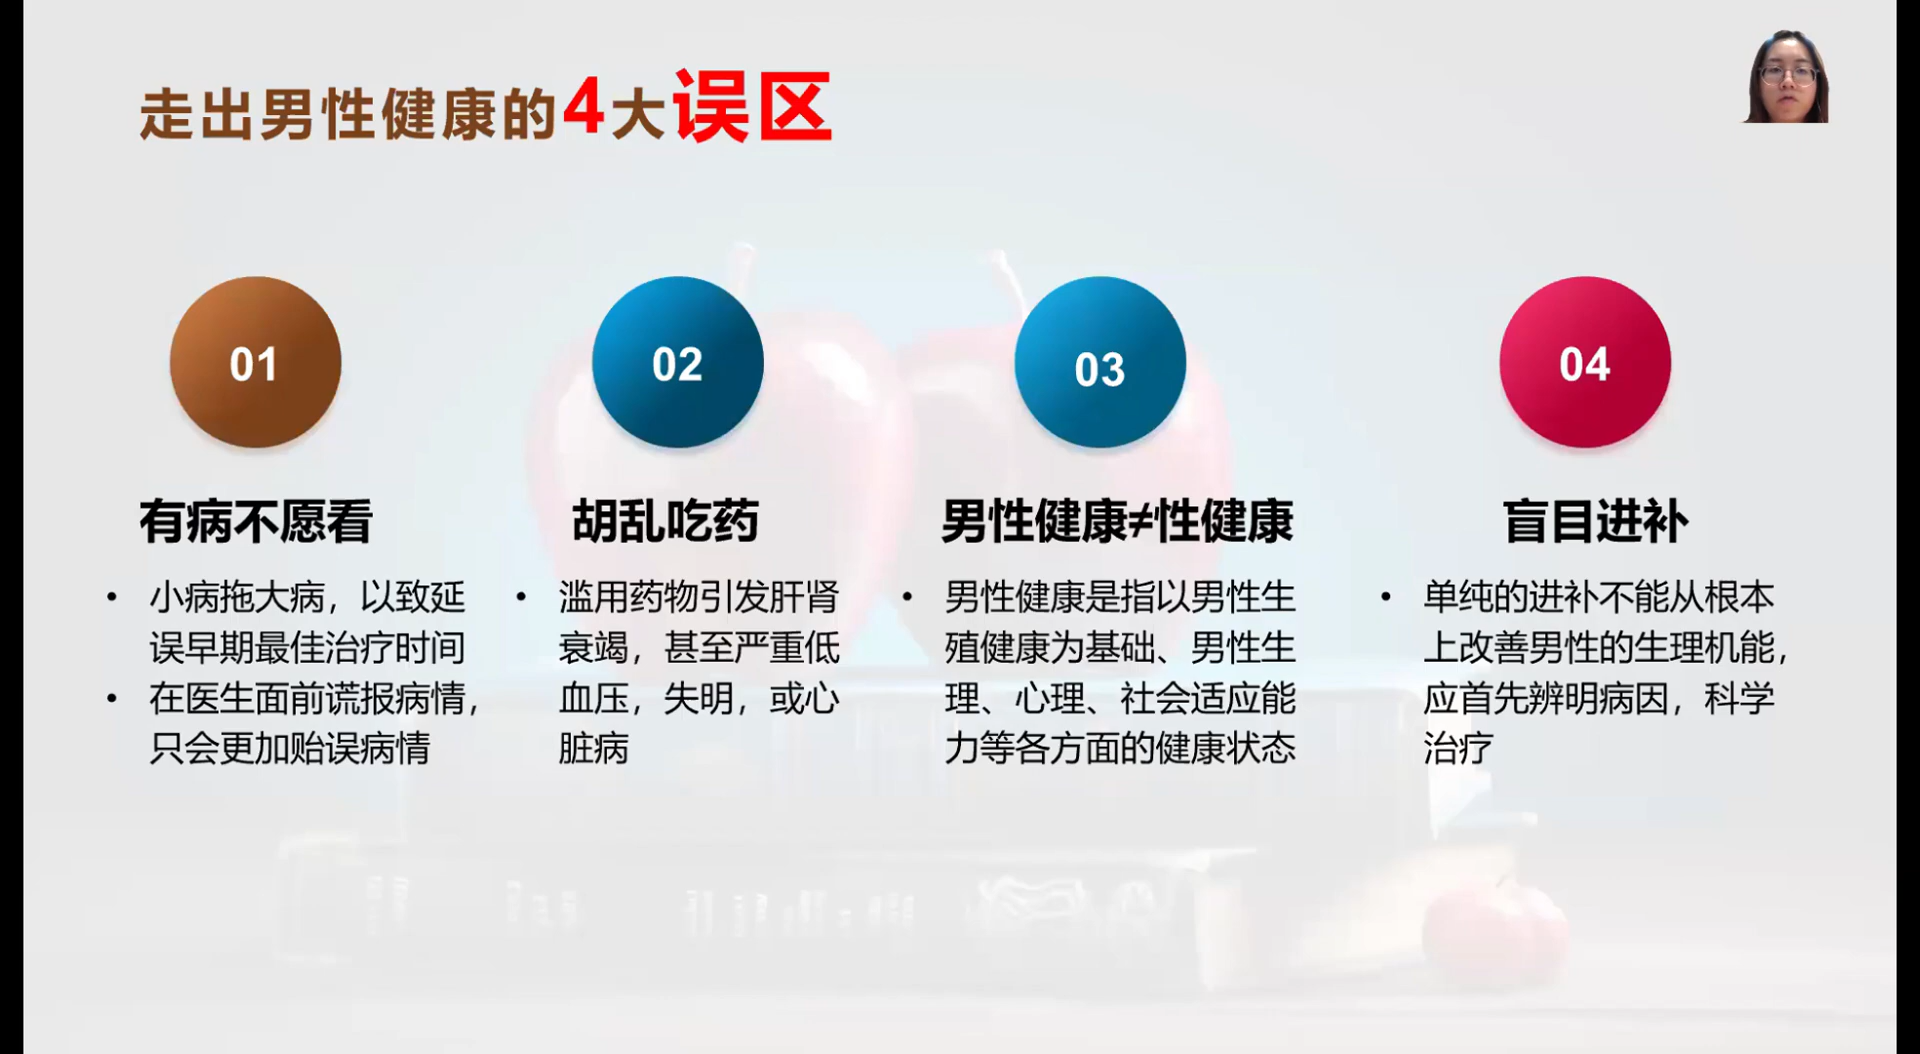 走出男性健康的4大误区
01
有病不愿看
• 小病拖大病，以致延
误早期最佳治疗时间
• 在医生面前谎报病情，
只会更加贻误病情
02
胡乱吃药
• 滥用药物引发肝肾
衰竭，甚至严重低
血压，失明，或心
脏病
03
男性健康≠性健康
• 男性健康是指以男性生
殖健康为基础、男性生
理、心理、社会适应能
力等各方面的健康状态
04
盲目进补
• 单纯的进补不能从根本
上改善男性的生理机能，
应首先辨明病因，科学
治疗